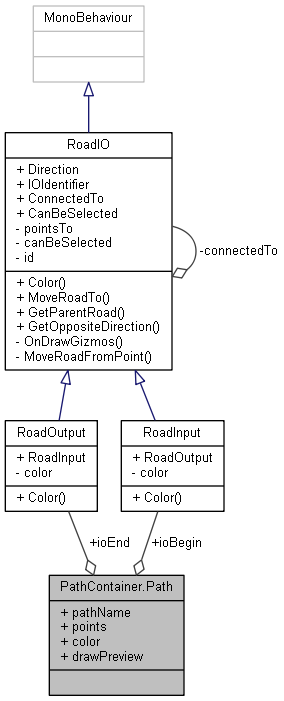 MonoBehaviour
RoadIO
+ Direction
+ IOIdentifier
+ ConnectedTo
+ CanBeSelected
- pointsTo
- canBeSelected
- id
-connectedTo
+ Color()
+ MoveRoadTo()
+ GetParentRoad()
+ GetOppositeDirection()
- OnDrawGizmos()
- MoveRoadFromPoint()
RoadOutput
+ RoadInput
- color
+ Color()
RoadInput
+ RoadOutput
- color
+ Color()
+ioEnd
+ioBegin
PathContainer.Path
+ pathName
+ points
+ color
+ drawPreview